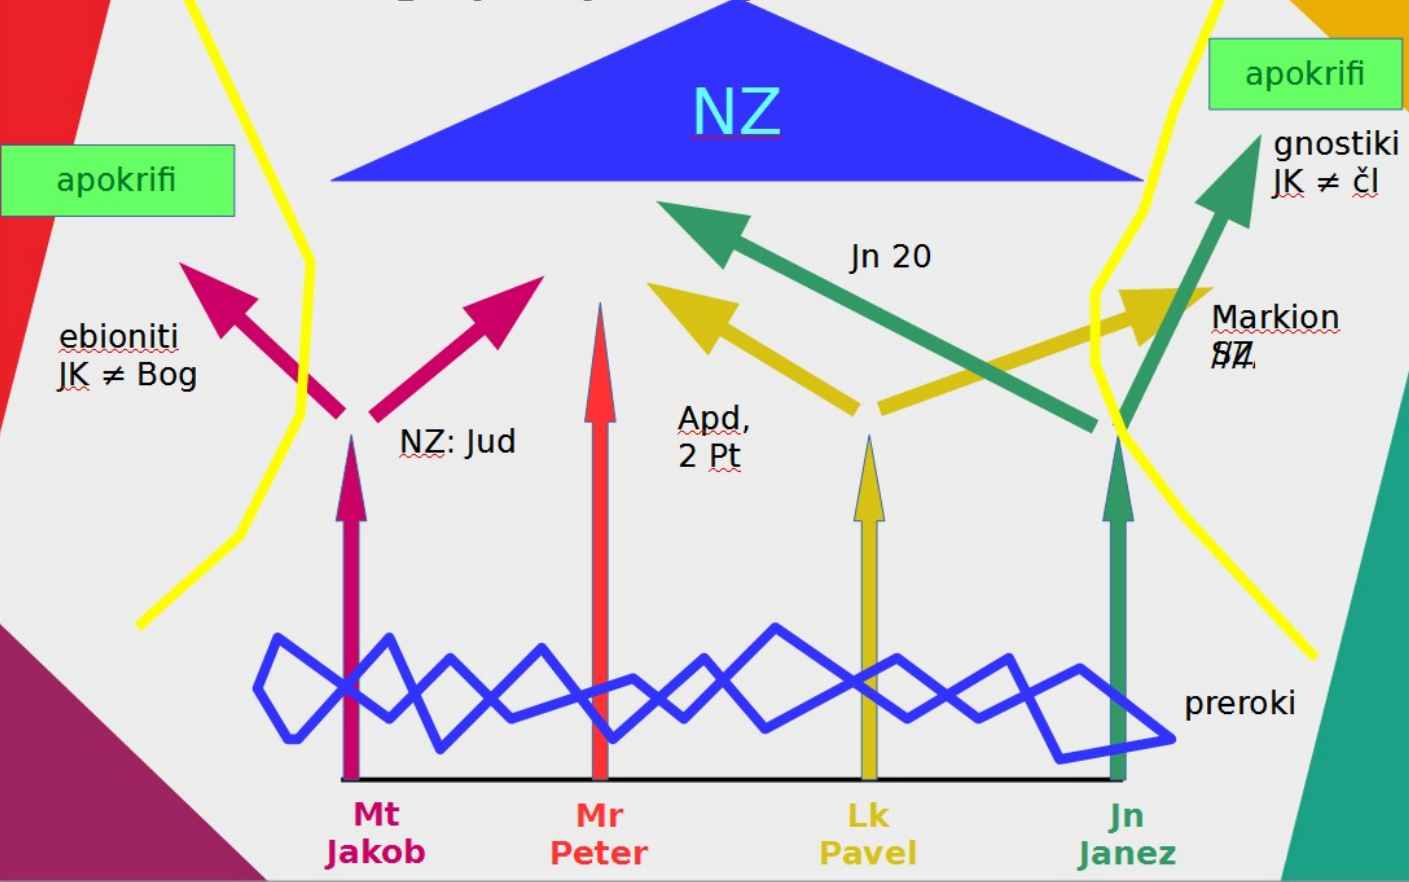 NZ
apokrifi
gnostiki
JK ≠ čl
apokrifi
Jn 20
ebioniti
JK ≠ Bog
Markion
SZ
NZ: Jud
Apd,
2 Pt
preroki
Mt
Jakob
Mr
Peter
Lk
Pavel
Jn
Janez